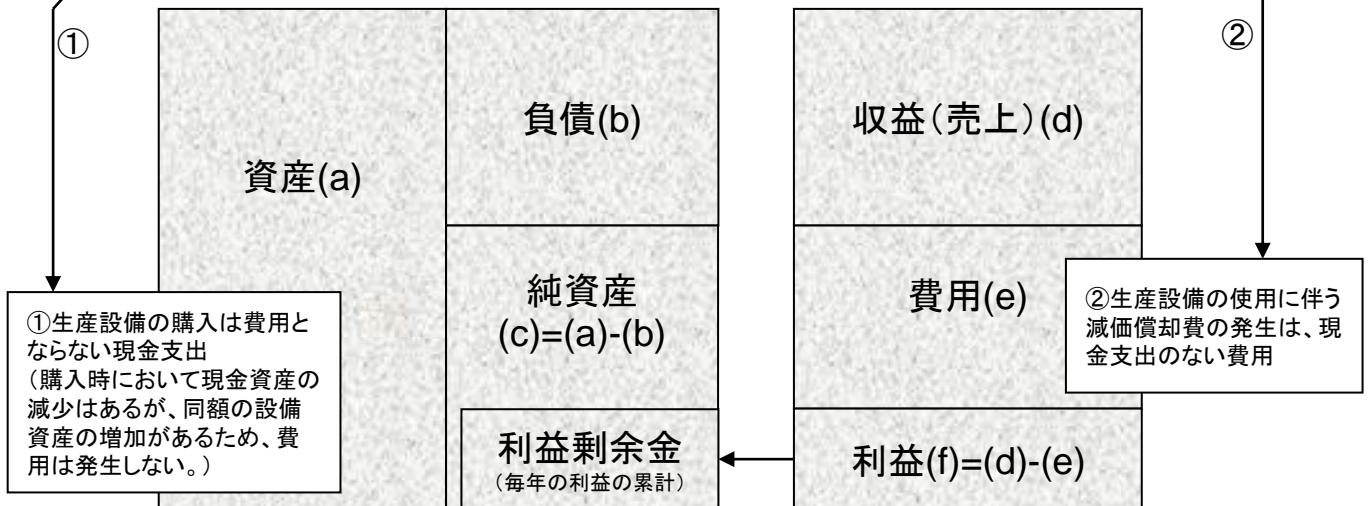 ①
②
資産(a)
負債(b)
純資産
(c)=(a)-(b)
利益剰余金
(毎年の利益の累計)
収益(売上)(d)
費用(e)
利益(f)=(d)-(e)
①生産設備の購入は費用と
ならない現金支出
(購入時において現金資産の
減少はあるが、同額の設備
資産の増加があるため、費
用は発生しない。)
②生産設備の使用に伴う
減価償却費の発生は、現
金支出のない費用